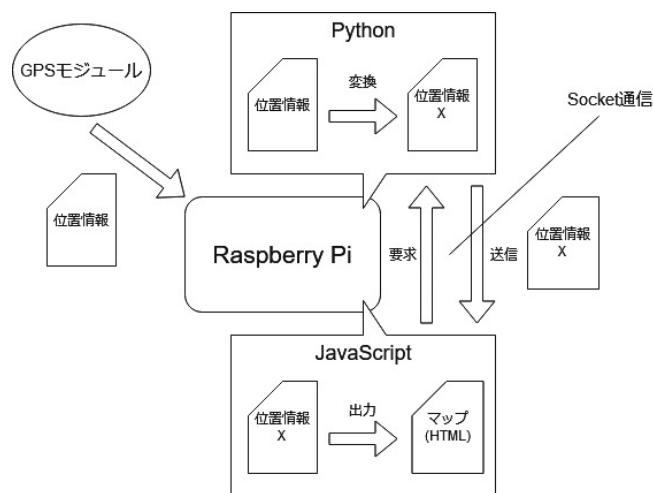 Python
GPSモジュール
変換
位置情報
位置情報
X
Socket通信
位置情報
Raspberry Pi
要求
送信
位置情報
X
JavaScript
位置情報
X
出力
マップ
(HTML)